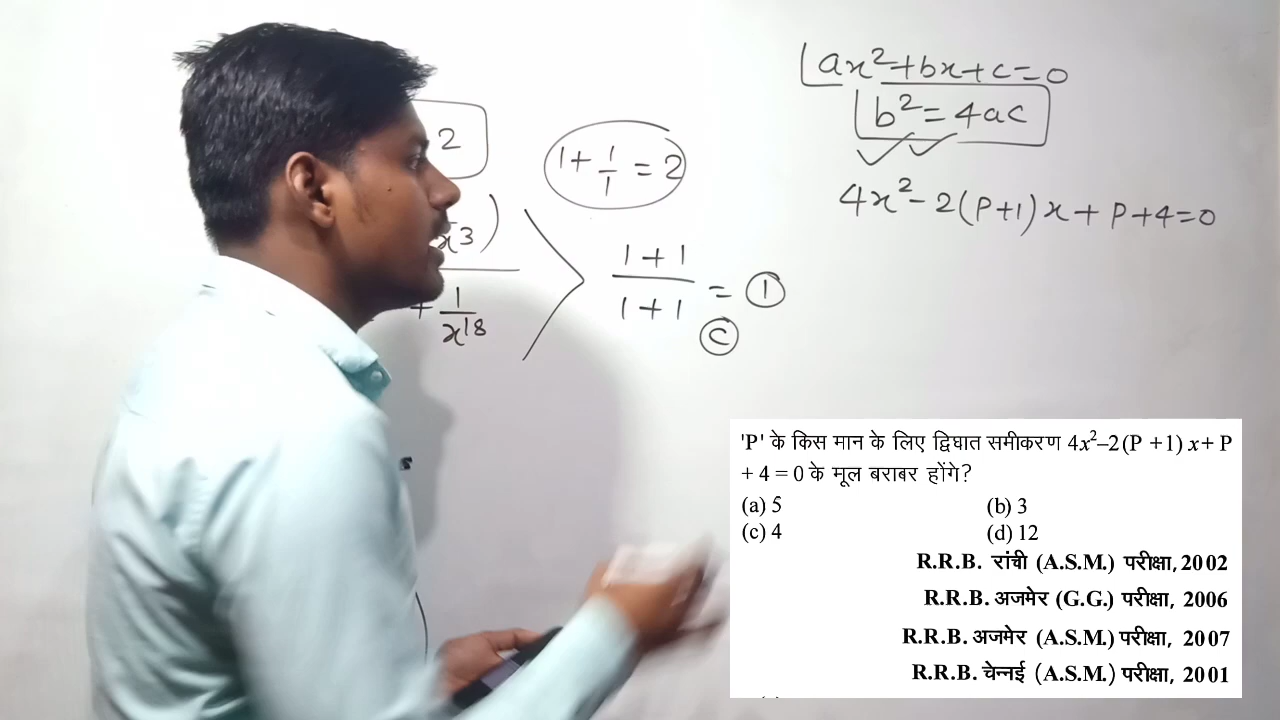 ax²+bx+c=0
b² = 4ac
4x² - 2(P+1)x + P+4=0
2
1 + 1/1 = 2
x³)
+ 1/x¹⁸
1+1
1+1
= 1
C
'P' के किस मान के लिए द्विघात समीकरण 4x²–2(P +1) x+ P
+ 4 = 0 के मूल बराबर होंगे?
(a) 5 (b) 3
(c) 4 (d) 12
R.R.B. रांची (A.S.M.) परीक्षा, 2002
R.R.B. अजमेर (G.G.) परीक्षा, 2006
R.R.B. अजमेर (A.S.M.) परीक्षा, 2007
R.R.B. चेन्नई (A.S.M.) परीक्षा, 2001